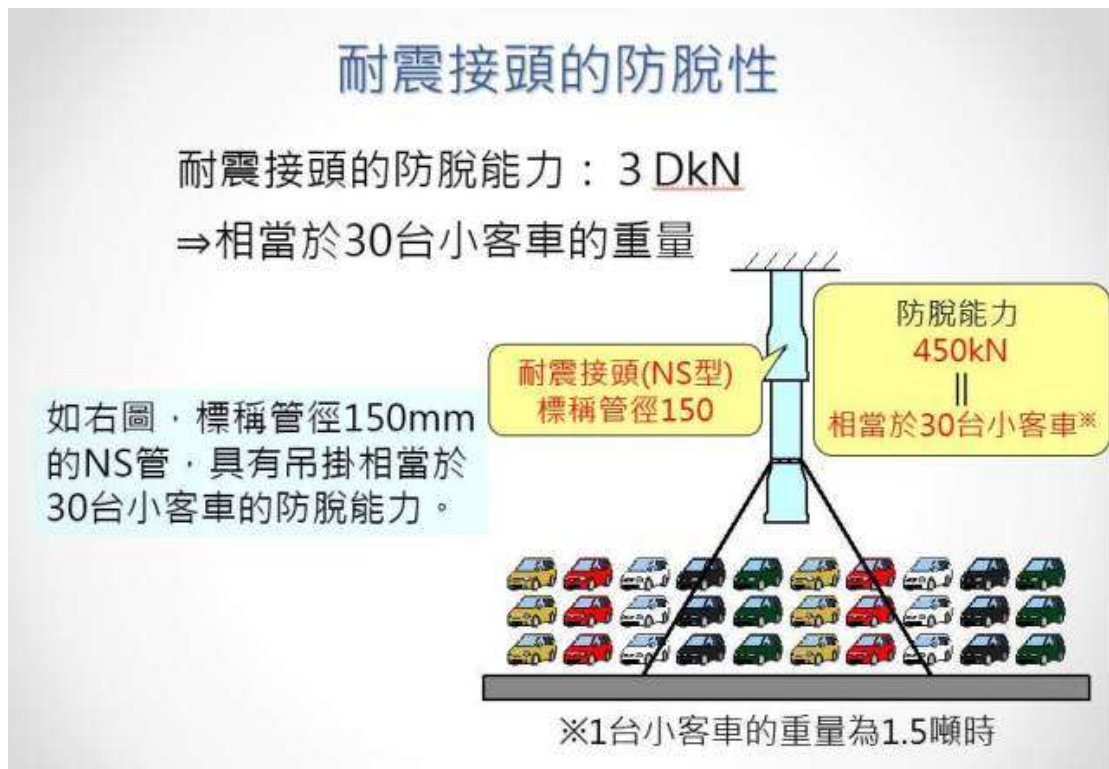 耐震接頭的防脫性
耐震接頭的防脫能力：3 DkN
⇒相當於30台小客車的重量
防脫能力
450kN
||
相當於30台小客車※
耐震接頭(NS型)
標稱管徑150
如右圖，標稱管徑150mm
的NS管，具有吊掛相當於
30台小客車的防脫能力。
※1台小客車的重量為1.5噸時